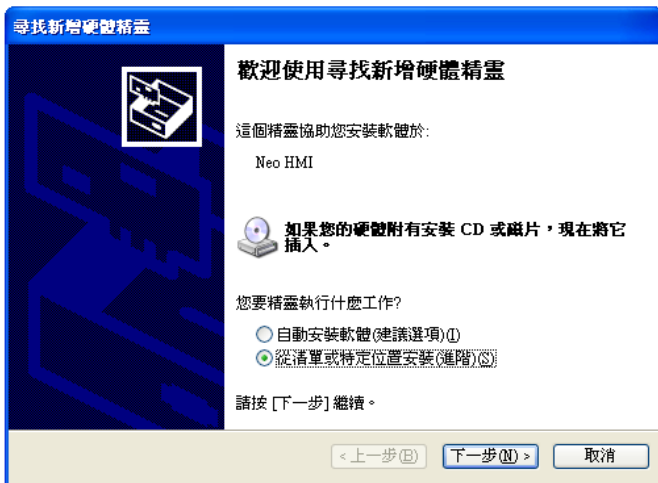 尋找新增硬體精靈
歡迎使用尋找新增硬體精靈
這個精靈協助您安裝軟體於:
Neo HMI
如果您的硬體附有安裝 CD 或磁片，現在將它
插入。
您要精靈執行什麼工作?
自動安裝軟體(建議選項)(I)
從清單或特定位置安裝(進階)(S)
請按 [下一步] 繼續。
<上一步(B) 下一步(N)> 取消